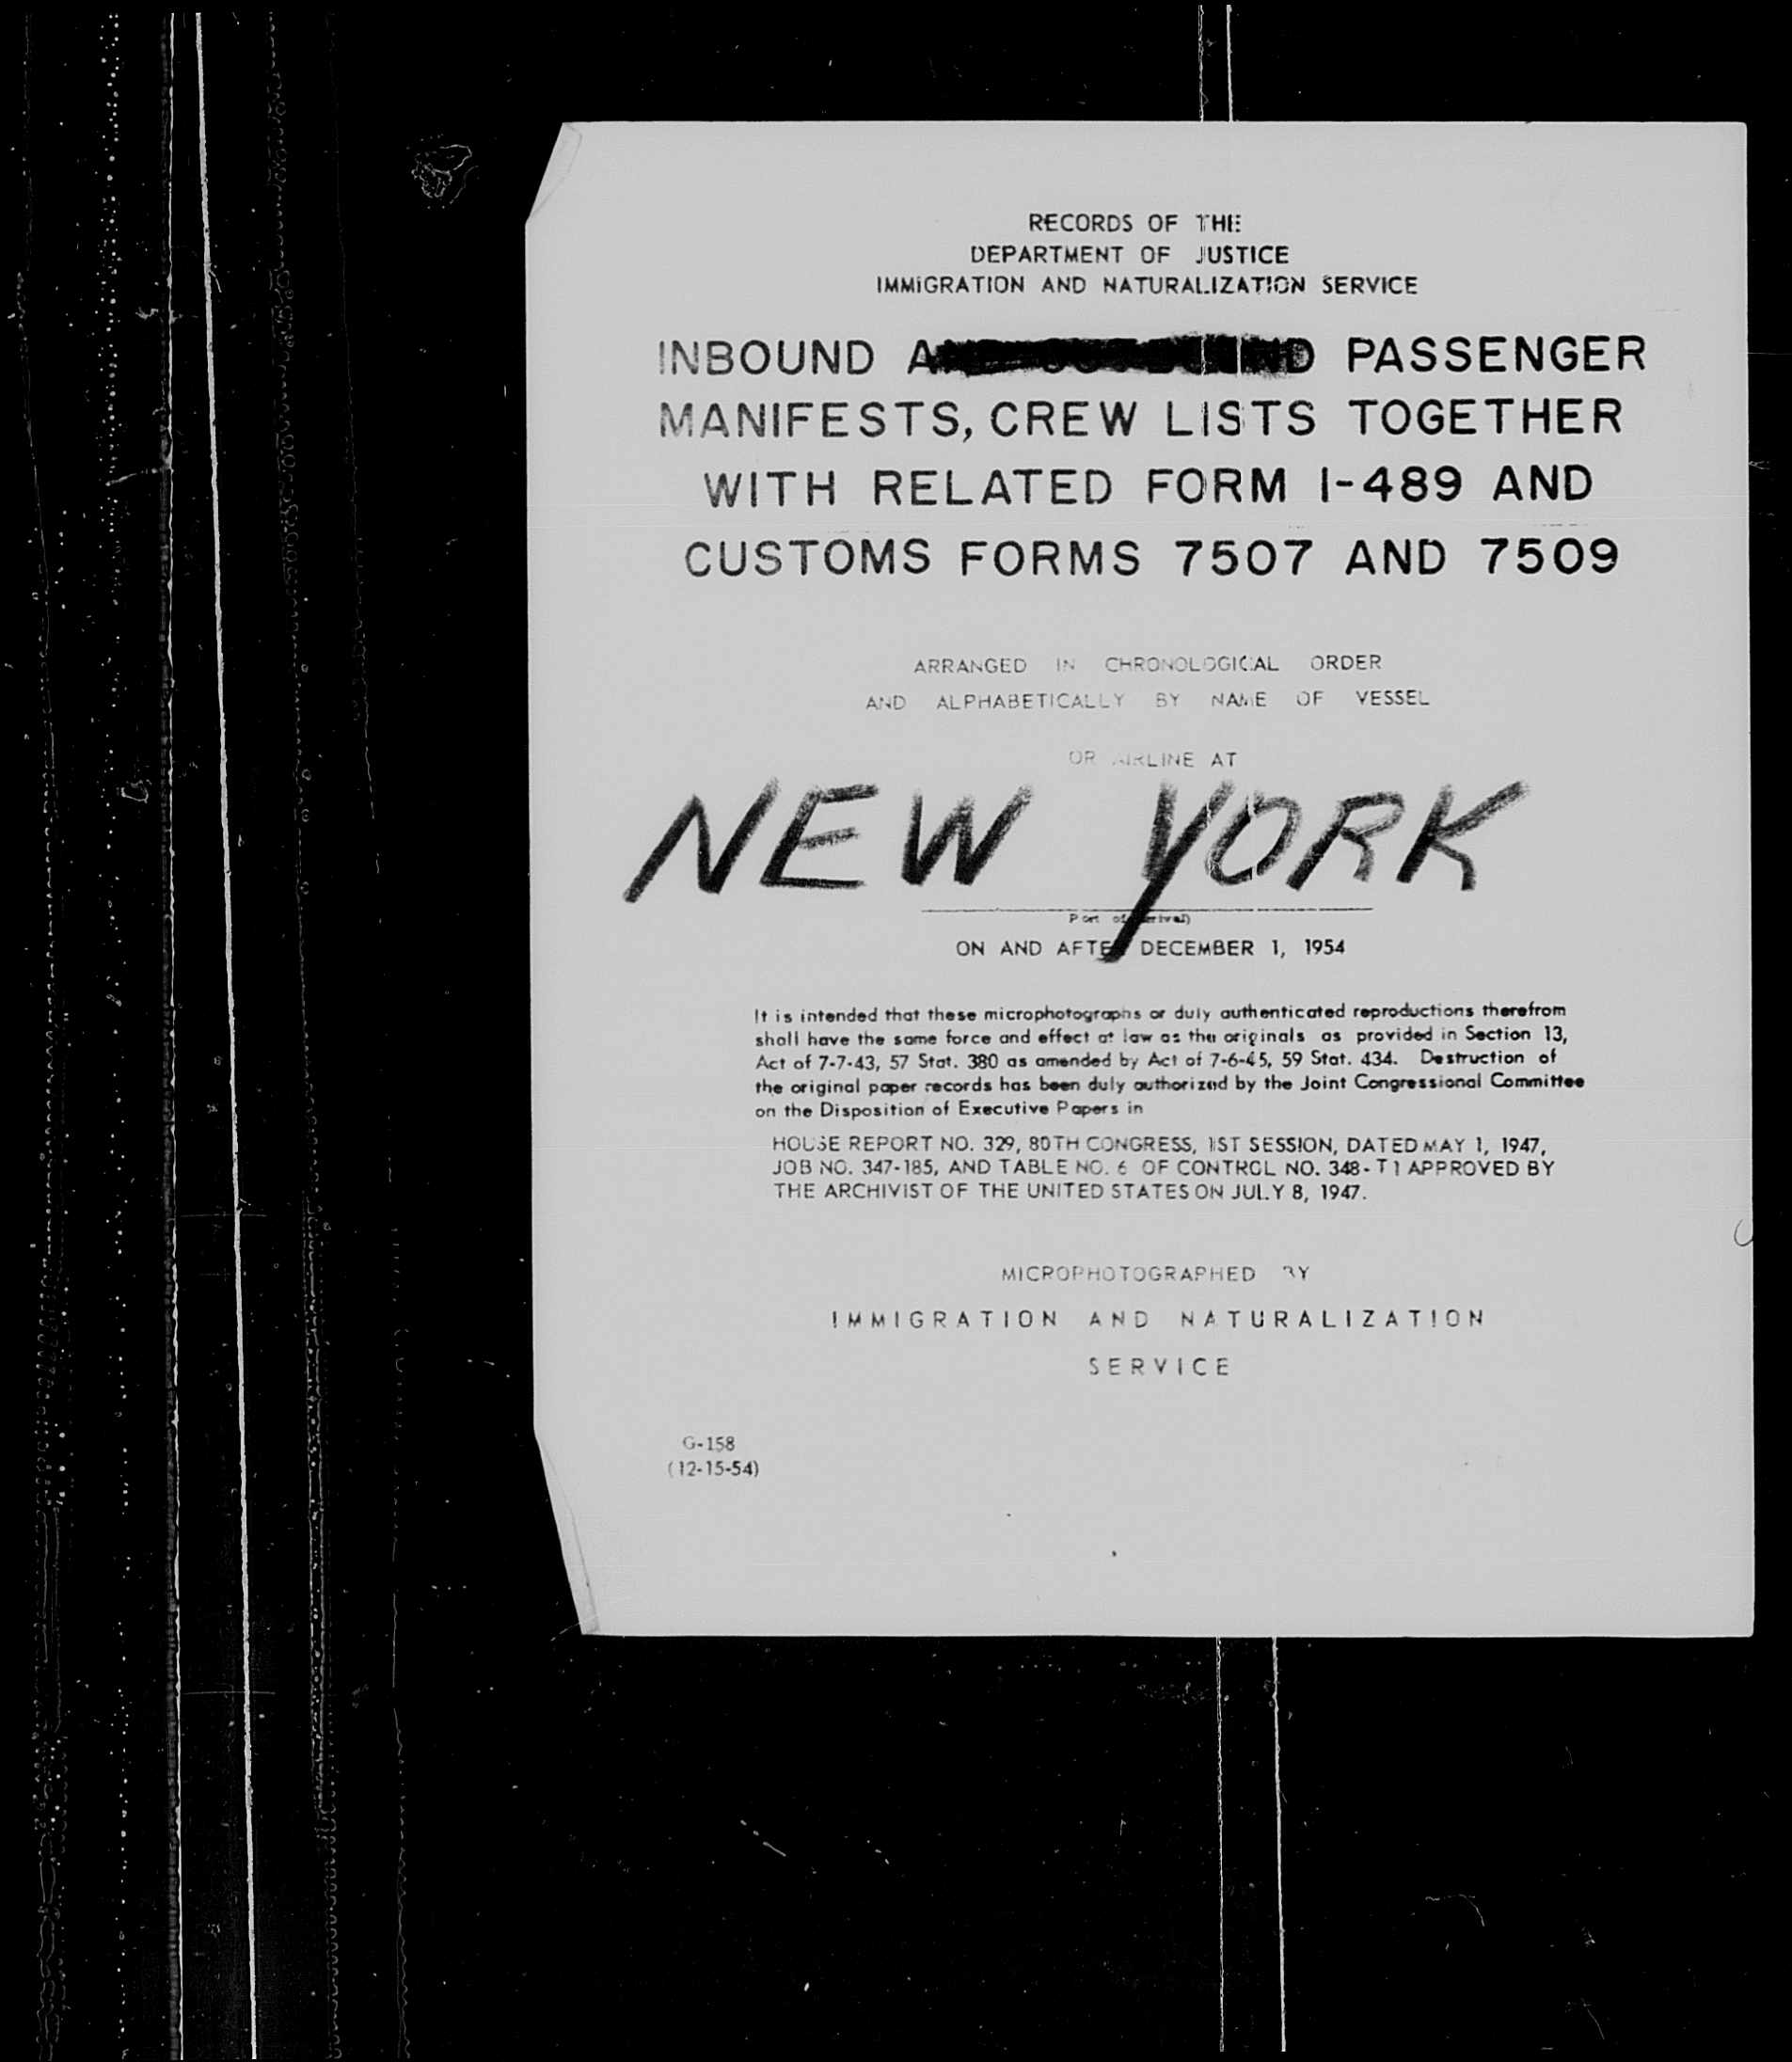 RECORDS OF THE
DEPARTMENT OF JUSTICE
IMMIGRATION AND NATURALIZATION SERVICE
INBOUND PASSENGER
MANIFESTS, CREW LISTS TOGETHER
WITH RELATED FORM I-489 AND
CUSTOMS FORMS 7507 AND 7509
ARRANGED IN CHRONOLOGICAL ORDER
AND ALPHABETICALLY BY NAME OF VESSEL
OR AIRLINE AT
NEW YORK
Port of
ON AND AFTER DECEMBER 1, 1954
It is intended that these microphotographs or duly authenticated reproductions therefrom
shall have the same force and effect at law as the originals as provided in Section 13,
Act of 7-7-43, 57 Stat. 380 as amended by Act of 7-6-45, 59 Stat. 434. Destruction of
the original paper records has been duly authorized by the Joint Congressional Committee
on the Disposition of Executive Papers in
HOUSE REPORT NO. 329, 80TH CONGRESS, 1ST SESSION, DATED MAY 1, 1947,
JOB NO. 347-185, AND TABLE NO. 6 OF CONTROL NO. 348-T1 APPROVED BY
THE ARCHIVIST OF THE UNITED STATES ON JULY 8, 1947.
MICROPHOTOGRAPHED BY
IMMIGRATION AND NATURALIZATION
SERVICE
G-158
(12-15-54)